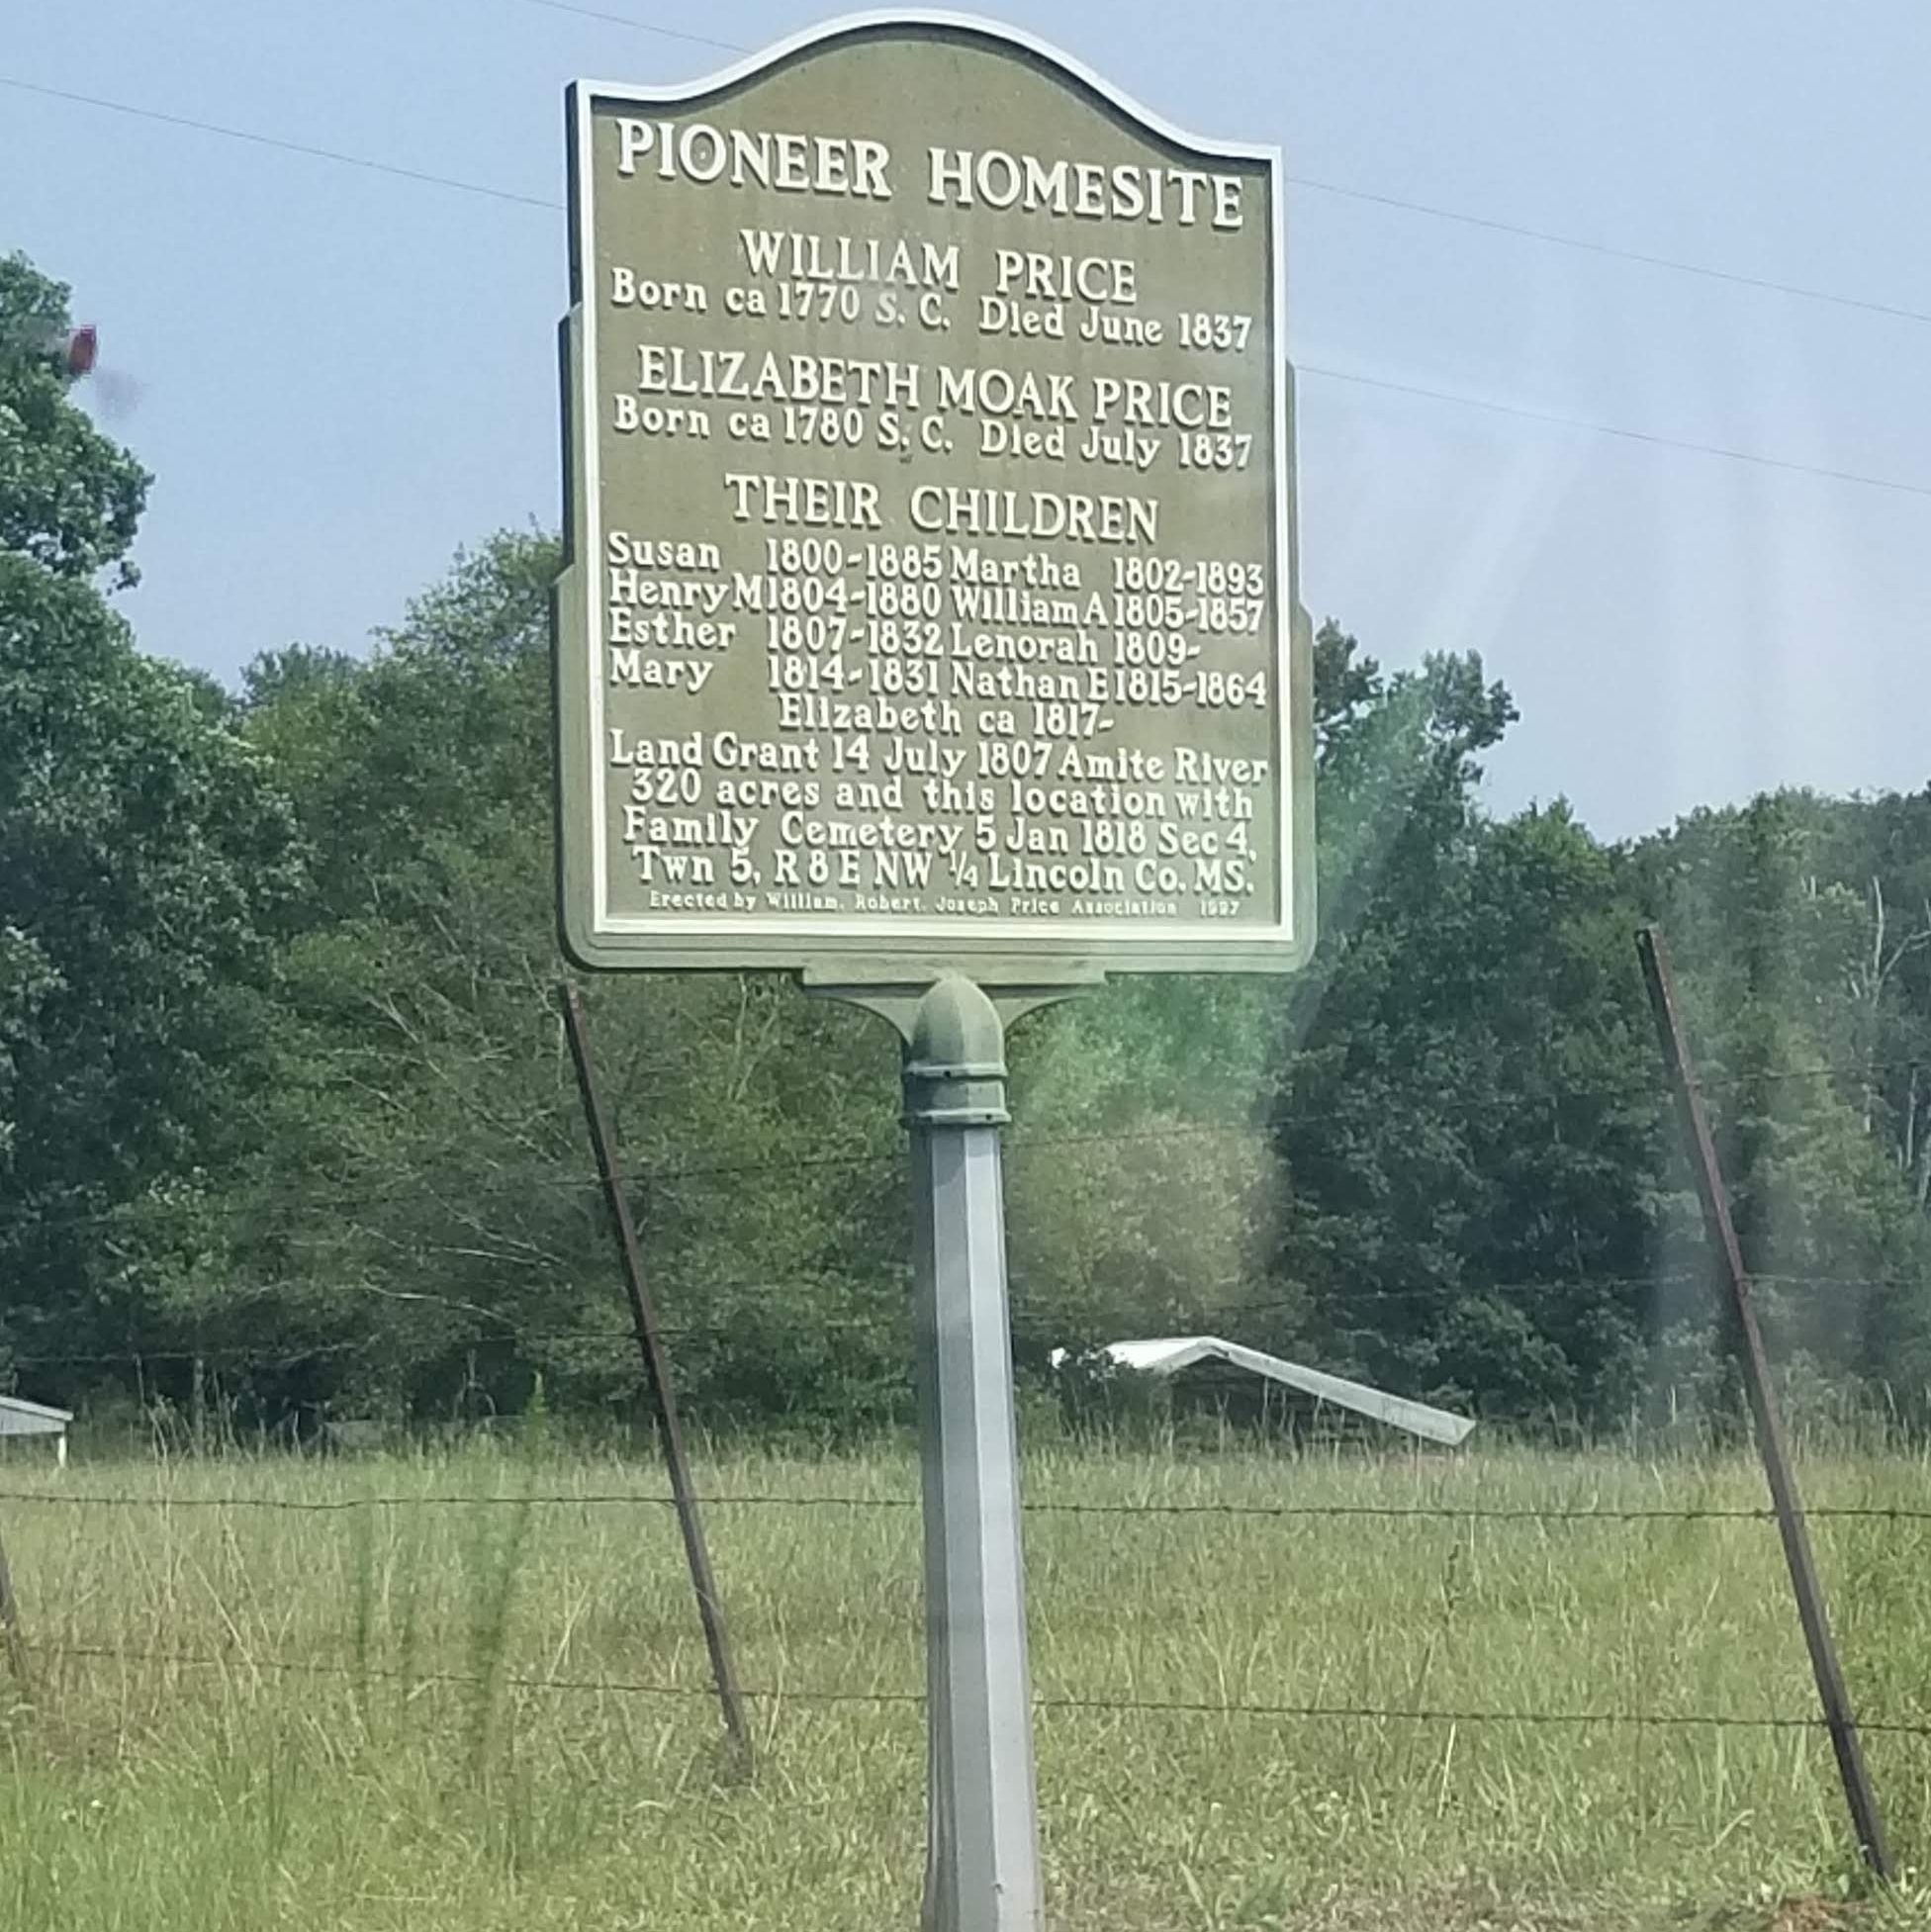 PIONEER HOMESITE
WILLIAM PRICE
Born ca 1770 S. C. Died June 1837
ELIZABETH MOAK PRICE
Born ca 1780 S. C. Died July 1837
THEIR CHILDREN
Susan 1800-1885 Martha 1802-1893
Henry M 1804-1880 William A 1805-1857
Esther 1807-1832 Lenorah 1809-
Mary 1814-1831 Nathan E 1815-1864
Elizabeth ca 1817-
Land Grant 14 July 1807 Amite River
320 acres and this location with
Family Cemetery 5 Jan 1818 Sec 4,
Twn 5, R 8 E NW 1/4 Lincoln Co. MS.
Erected by William, Robert, Joseph Price Association 1997